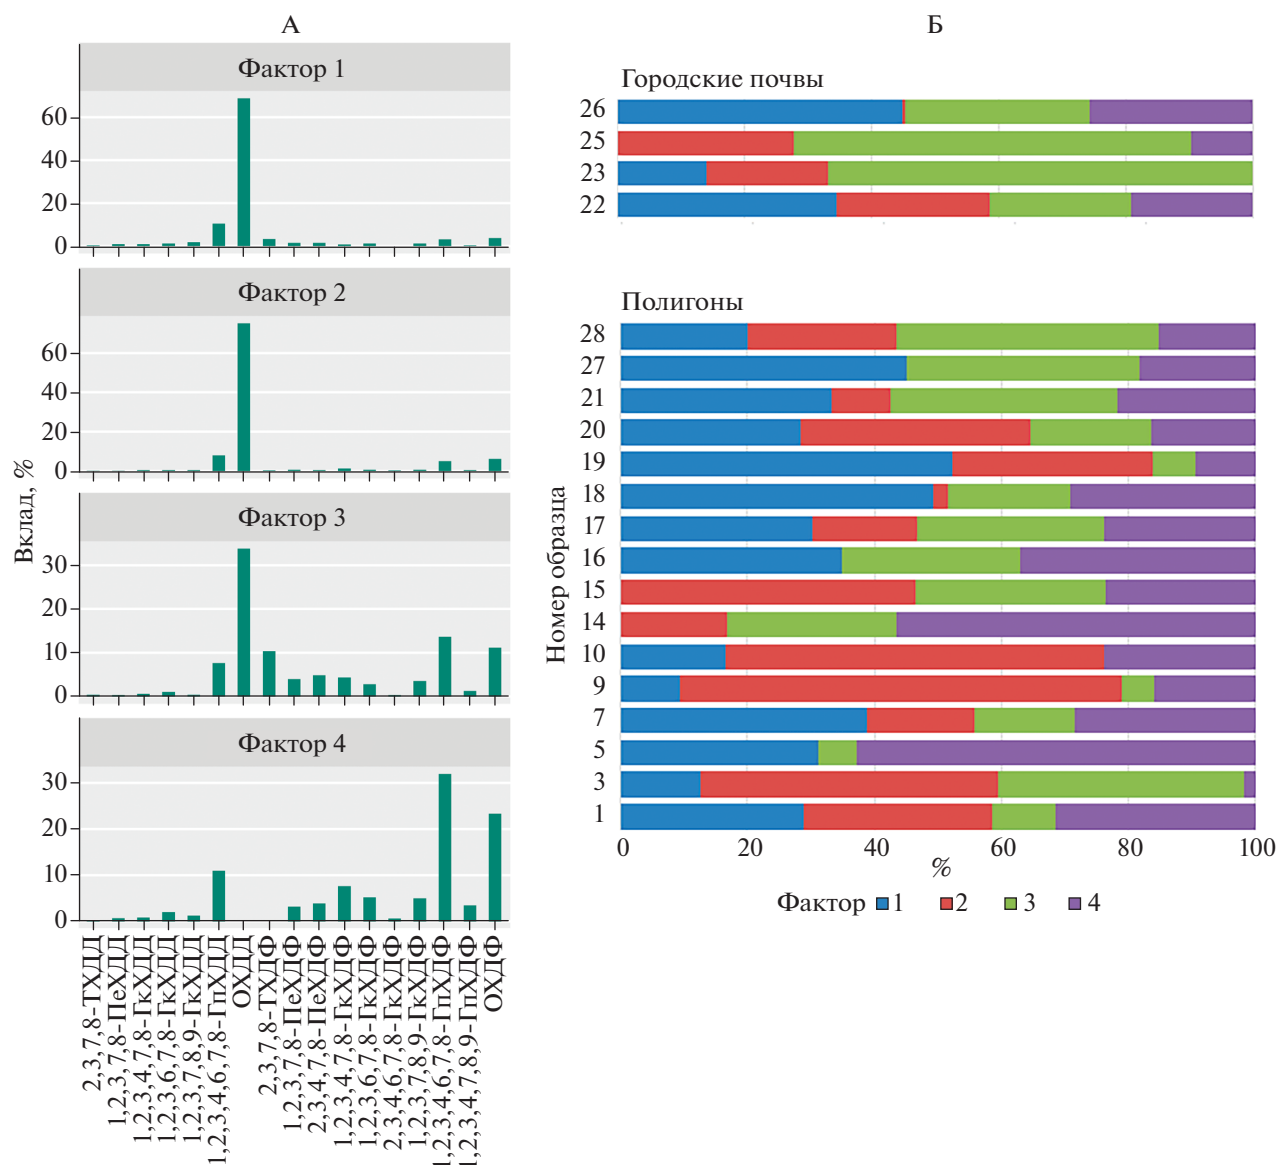 А
Фактор 1
60
40
20
0
Фактор 2
60
40
20
0
Фактор 3
30
20
10
0
Фактор 4
30
20
10
0
Вклад, %
2,3,7,8-ТХДД
1,2,3,7,8-ПеХДД
1,2,3,4,7,8-ГкХДД
1,2,3,6,7,8-ГкХДД
1,2,3,7,8,9-ГкХДД
1,2,3,4,6,7,8-ГпХДД
ОХДД
2,3,7,8-ТХДФ
1,2,3,7,8-ПеХДФ
2,3,4,7,8-ПеХДФ
1,2,3,4,7,8-ГкХДФ
1,2,3,6,7,8-ГкХДФ
2,3,4,6,7,8-ГкХДФ
1,2,3,7,8,9-ГкХДФ
1,2,3,4,6,7,8-ГпХДФ
1,2,3,4,7,8,9-ГпХДФ
ОХДФ
Б
Городские почвы
26
25
23
22
Полигоны
28
27
21
20
19
18
17
16
15
14
10
9
7
5
3
1
Номер образца
0 20 40 60 80 100
%
Фактор 1 2 3 4